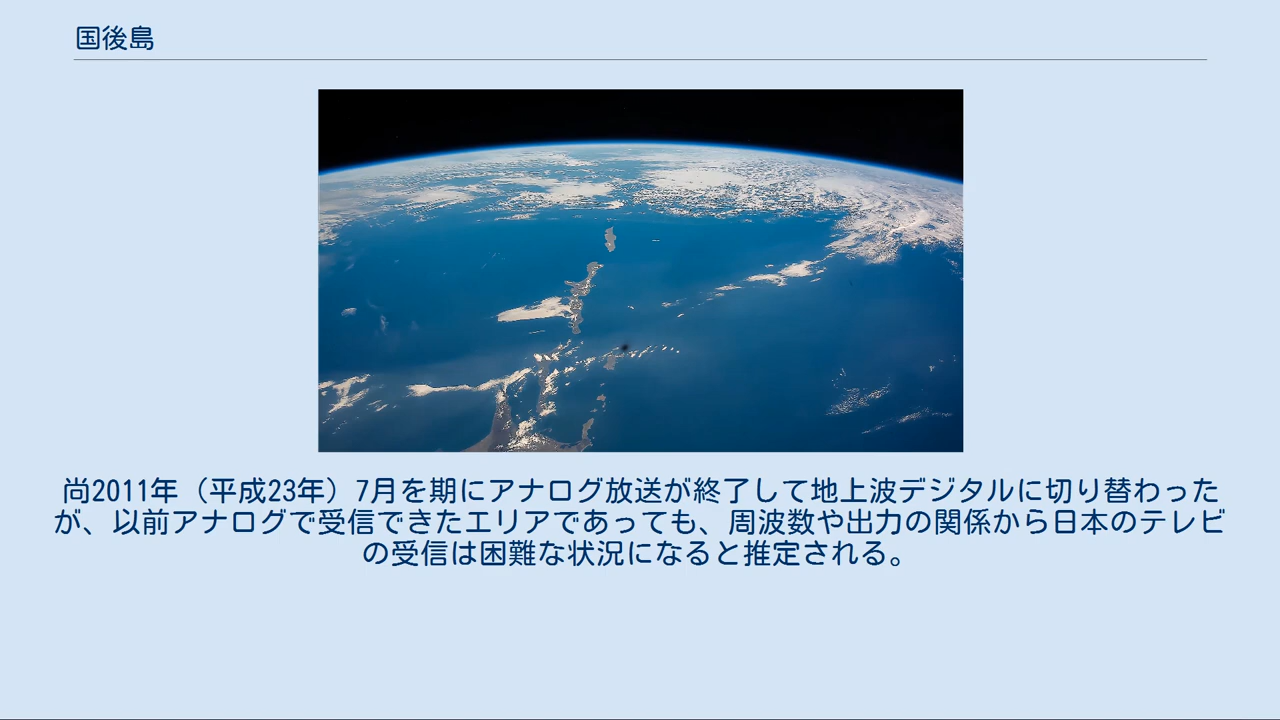 国後島
尚2011年（平成23年）7月を期にアナログ放送が終了して地上波デジタルに切り替わった
が、以前アナログで受信できたエリアであっても、周波数や出力の関係から日本のテレビ
の受信は困難な状況になると推定される。